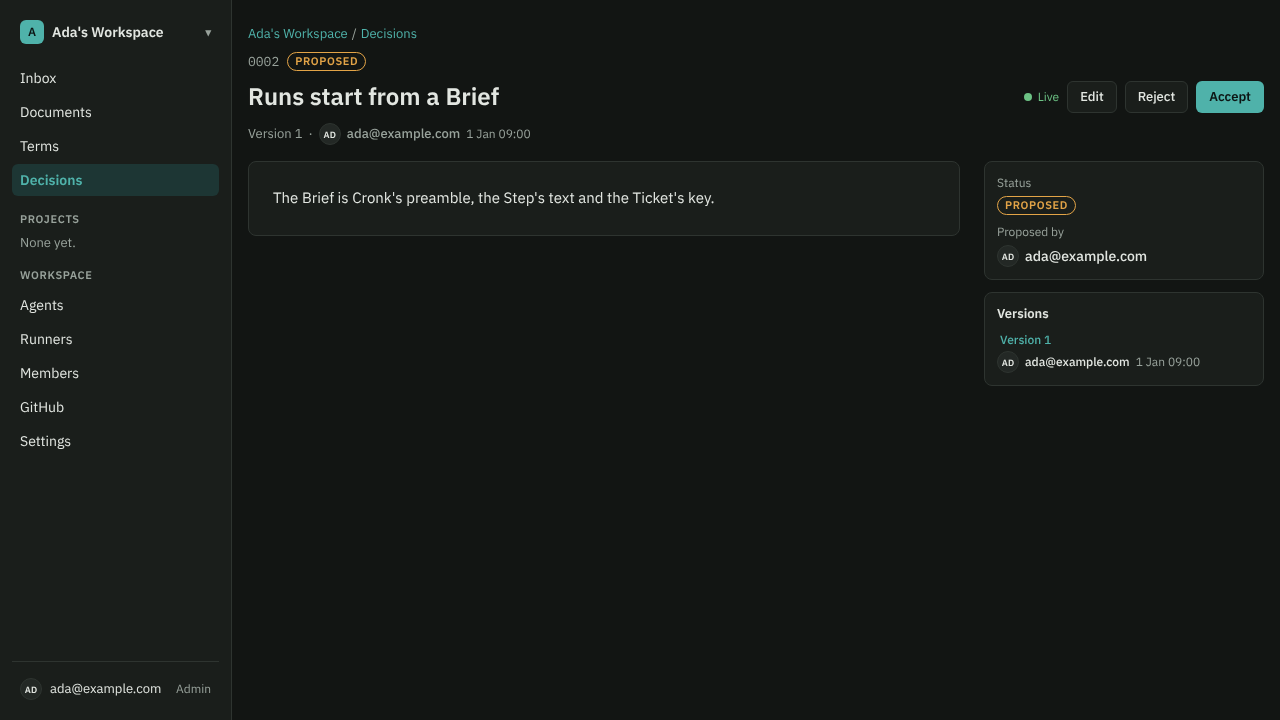 A Ada's Workspace ▾
Inbox
Documents
Terms
Decisions
PROJECTS
None yet.
WORKSPACE
Agents
Runners
Members
GitHub
Settings
AD ada@example.com Admin
Ada's Workspace / Decisions
0002 PROPOSED
Runs start from a Brief
Live Edit Reject Accept
Version 1 · AD ada@example.com 1 Jan 09:00
The Brief is Cronk's preamble, the Step's text and the Ticket's key.
Status
PROPOSED
Proposed by
AD ada@example.com
Versions
Version 1
AD ada@example.com 1 Jan 09:00